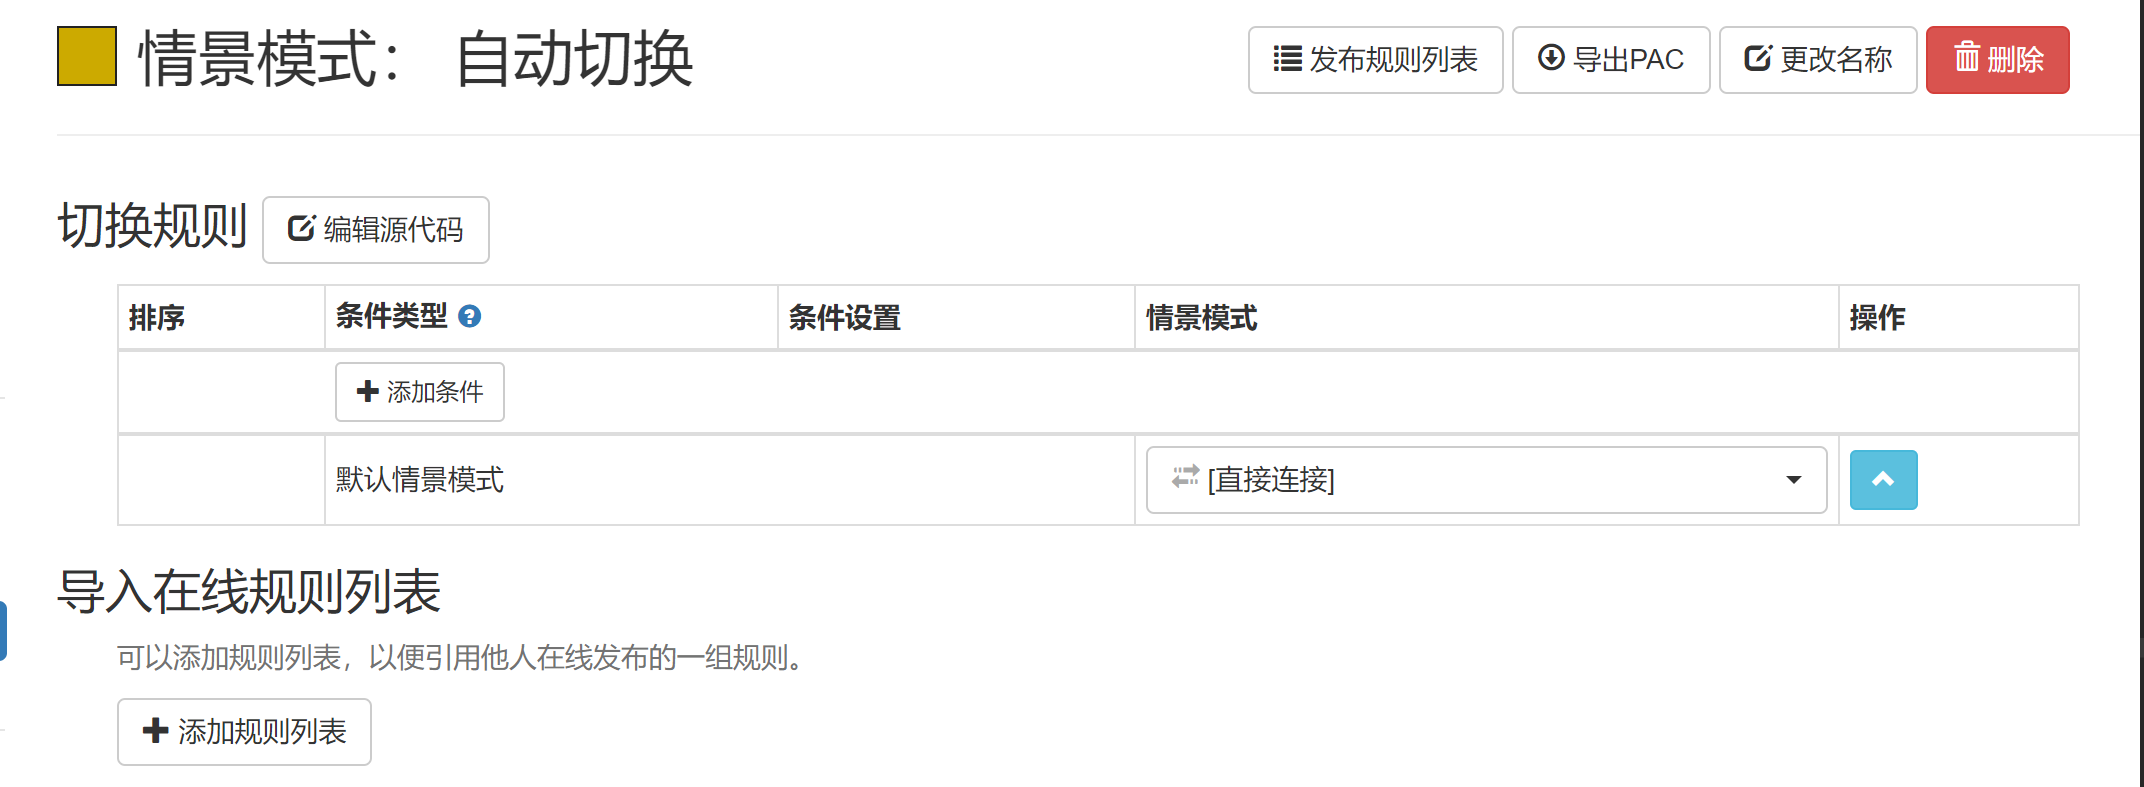 情景模式： 自动切换
发布规则列表 导出PAC 更改名称 删除
切换规则 编辑源代码
排序 条件类型 ? 条件设置 情景模式 操作
添加条件
默认情景模式 [直接连接]
导入在线规则列表
可以添加规则列表，以便引用他人在线发布的一组规则。
添加规则列表